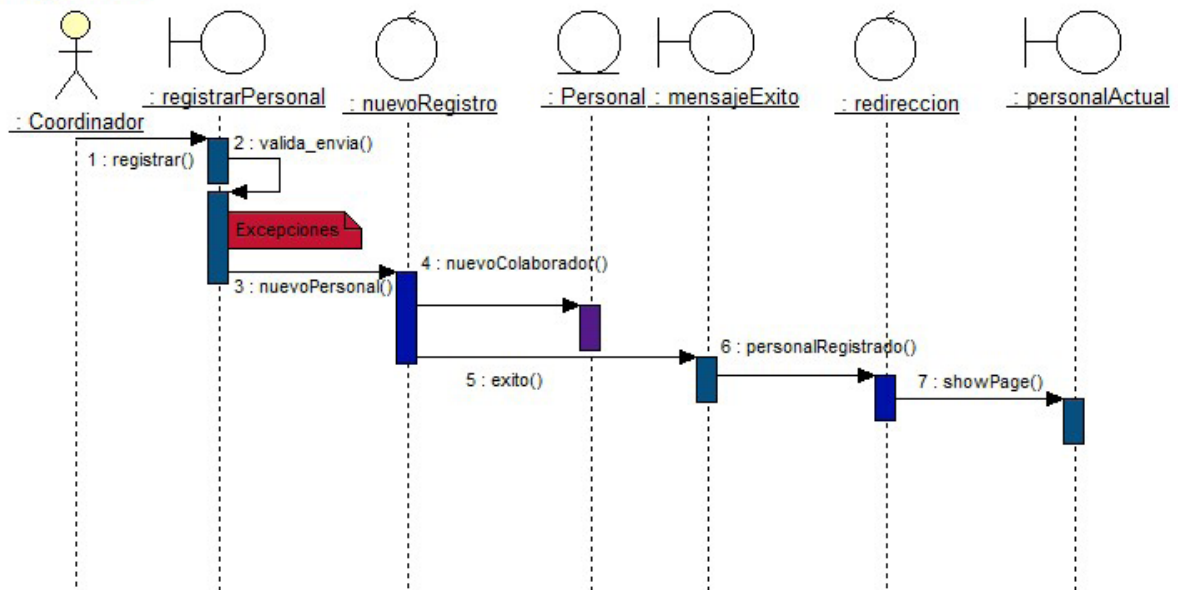 : Coordinador
: registrarPersonal
: nuevoRegistro
: Personal
: mensajeExito
: redireccion
: personalActual
1 : registrar()
2 : valida_envia()
Excepciones
3 : nuevoPersonal()
4 : nuevoColaborador()
5 : exito()
6 : personalRegistrado()
7 : showPage()